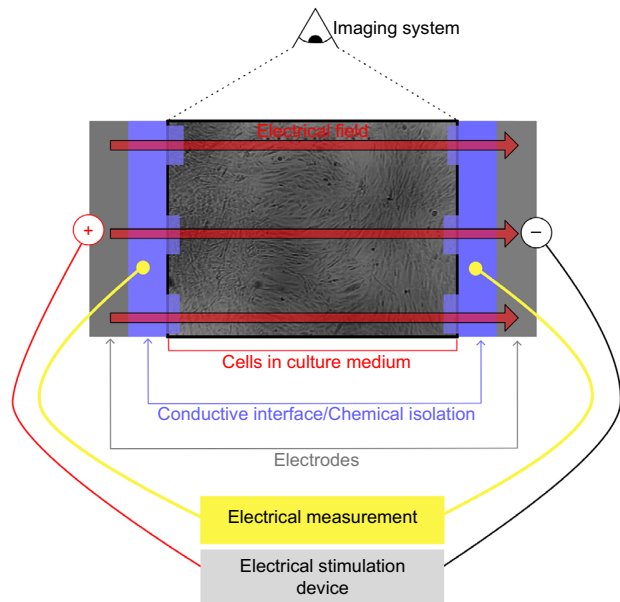 Imaging system
Electrical field
+
−
Cells in culture medium
Conductive interface/Chemical isolation
Electrodes
Electrical measurement
Electrical stimulation
device